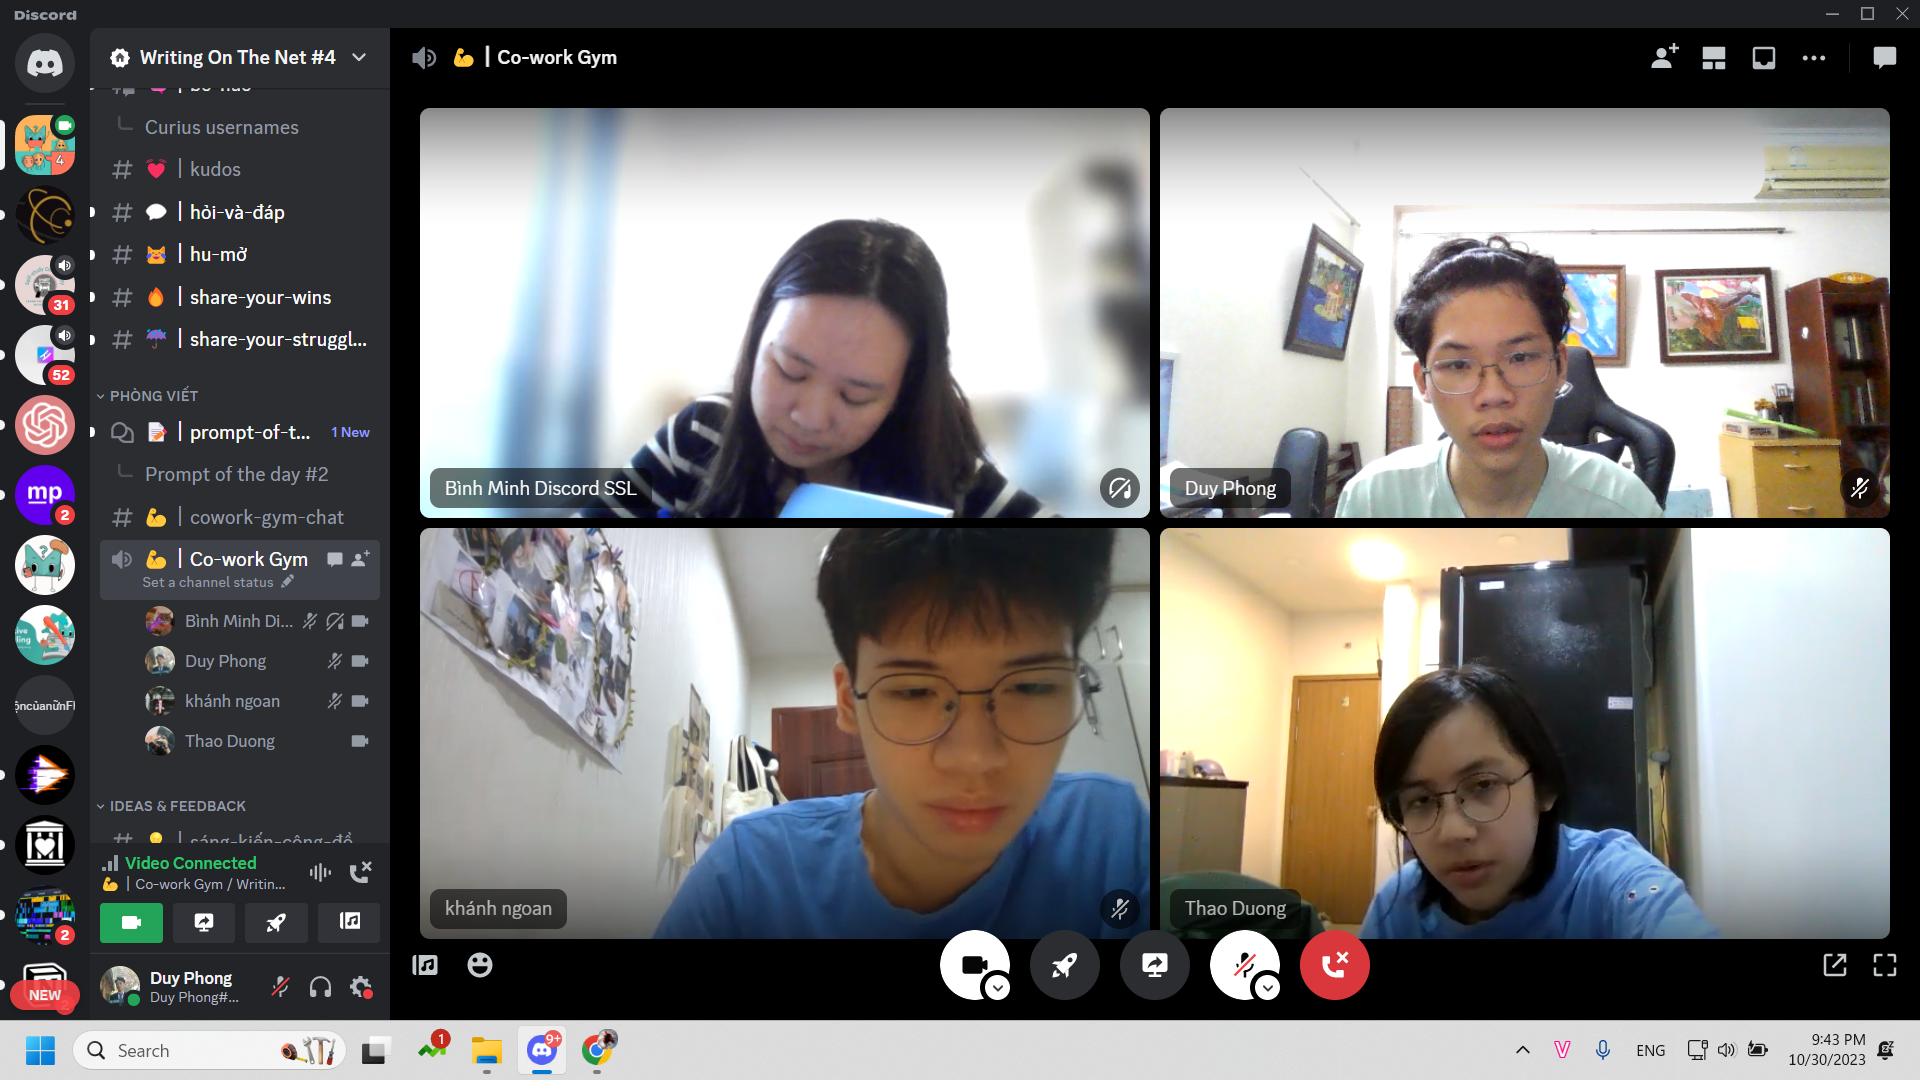 Discord
Writing On The Net #4
Co-work Gym
Curius usernames
# | kudos
# | hỏi-và-đáp
# | hu-mở
# | share-your-wins
# | share-your-struggl...
PHÒNG VIẾT
| prompt-of-t... 1 New
Prompt of the day #2
# | cowork-gym-chat
| Co-work Gym
Set a channel status
Bình Minh Di...
Duy Phong
khánh ngoan
Thao Duong
IDEAS & FEEDBACK
# | sáng-kiến-cộng-đồ
Video Connected
| Co-work Gym / Writin...
Duy Phong
Duy Phong#...
4
31
52
mp
2
2
NEW
Bình Minh Discord SSL
Duy Phong
khánh ngoan
Thao Duong
Search
1
9+
V
ENG
9:43 PM
10/30/2023